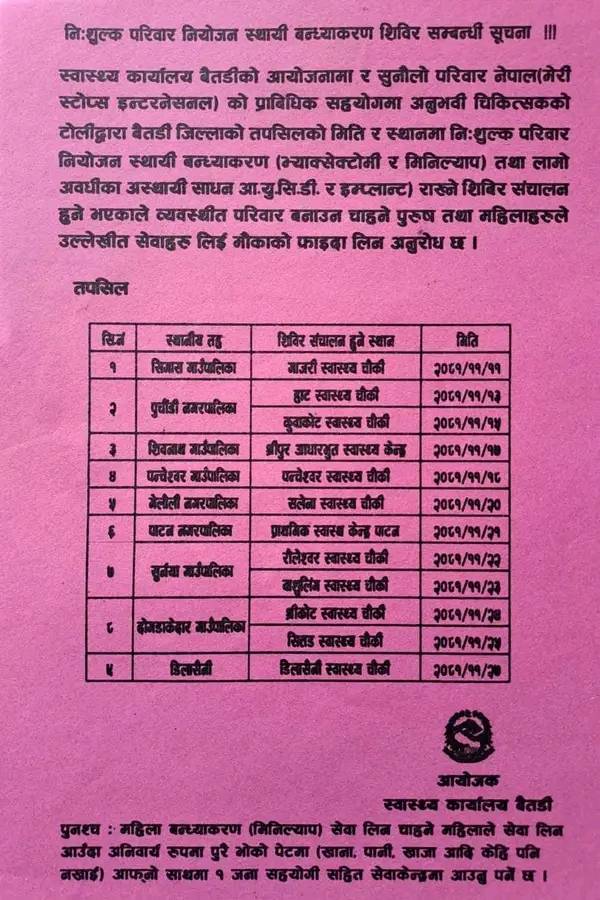 निःशुल्क परिवार नियोजन स्थायी बन्ध्याकरण शिविर सम्बन्धी सूचना !!!
स्वास्थ्य कार्यालय बैतडीको आयोजनामा र सुनौलो परिवार नेपाल(मेरी
स्टोप्स इन्टरनेसनल) को प्राबिधिक सहयोगमा अनुभवी चिकित्सकको
टोलीद्वारा बैतडी जिल्लाको तपसिलको मिति र स्थानमा निःशुल्क परिवार
नियोजन स्थायी बन्ध्याकरण (भ्याक्सेक्टोमी र मिनिल्याप) तथा लामो
अवधीका अस्थायी साधन आ.यु.सि.डी. र इम्प्लान्ट) राख्ने शिविर संचालन
हुने भएकाले व्यवस्थीत परिवार बनाउन चाहने पुरुष तथा महिलाहरुले
उल्लेखीत सेवाहरु लिई मौकाको फाइदा लिन अनुरोध छ ।
तपसिल
सि.नं स्थानीय तह शिविर संचालन हुने स्थान मिति
१ सिगास गाउँपालिका गाजरी स्वास्थ्य चौकी २०८१/११/११
२ पुर्चौडी नगरपालिका हाट स्वास्थ्य चौकी २०८१/११/१३
कुवाकोट स्वास्थ्य चौकी २०८१/११/१५
३ शिवनाथ गाउँपालिका श्रीपुर आधारभुत स्वास्थ्य केन्द्र २०८१/११/१७
४ पन्चेश्वर गाउँपालिका पन्चेश्वर स्वास्थ्य चौकी २०८१/११/१८
५ मेलौली नगरपालिका सलेना स्वास्थ्य चौकी २०८१/११/२०
६ पाटन नगरपालिका प्राथमिक स्वास्थ केन्द्र पाटन २०८१/११/२१
७ सुर्नया गाउँपालिका रौलेश्वर स्वास्थ्य चौकी २०८१/११/२२
बाशुलिंग स्वास्थ्य चौकी २०८१/११/२३
८ दोगडाकेदार गाउँपालिका श्रीकोट स्वास्थ्य चौकी २०८१/११/२४
सित्तड स्वास्थ्य चौकी २०८१/११/२५
५ डिलासैनी डिलासैनी स्वास्थ्य चौकी २०८१/११/२७
आयोजक
स्वास्थ्य कार्यालय बैतडी
पुनश्च : महिला बन्ध्याकरण (मिनिल्याप) सेवा लिन चाहने महिलाले सेवा लिन
आउँदा अनिवार्य रुपमा पुरै भोको पेटमा (खाना, पानी, खाजा आदि केहि पनि
नखाई) आफ्नो साथमा १ जना सहयोगी सहित सेवाकेन्द्रमा आउनु पर्ने छ ।